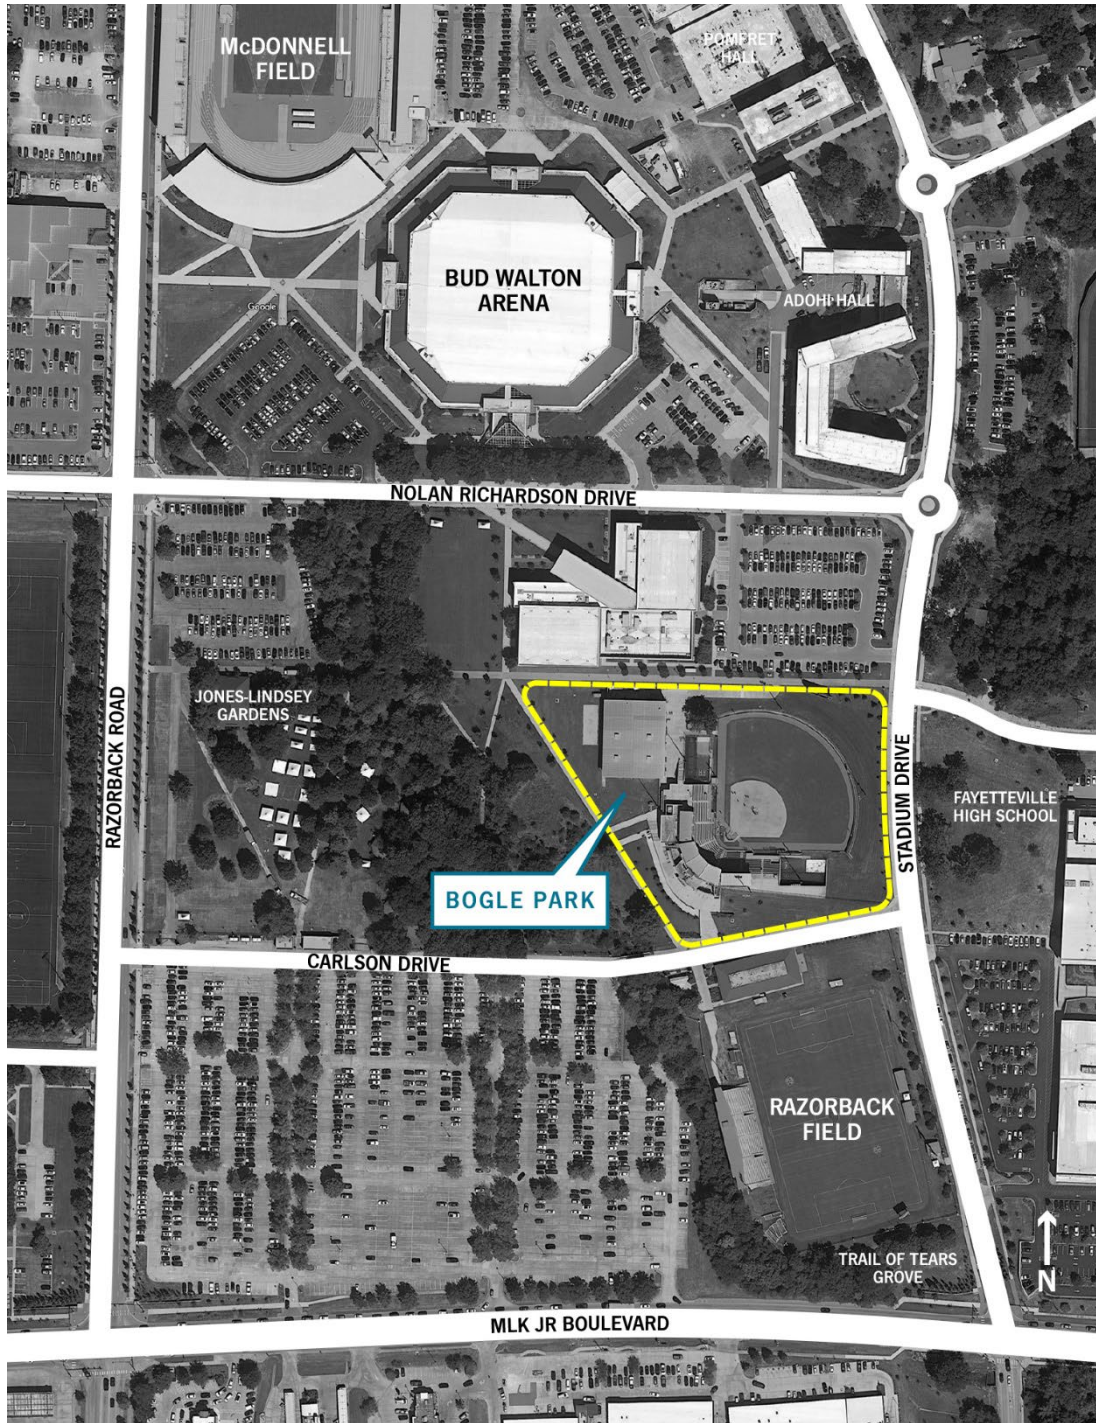 McDONNELL
FIELD
POMFRET
HALL
BUD WALTON
ARENA
ADOHI HALL
Google
NOLAN RICHARDSON DRIVE
RAZORBACK ROAD
JONES-LINDSEY
GARDENS
STADIUM DRIVE
FAYETTEVILLE
HIGH SCHOOL
BOGLE PARK
CARLSON DRIVE
RAZORBACK
FIELD
TRAIL OF TEARS
GROVE
N
MLK JR BOULEVARD